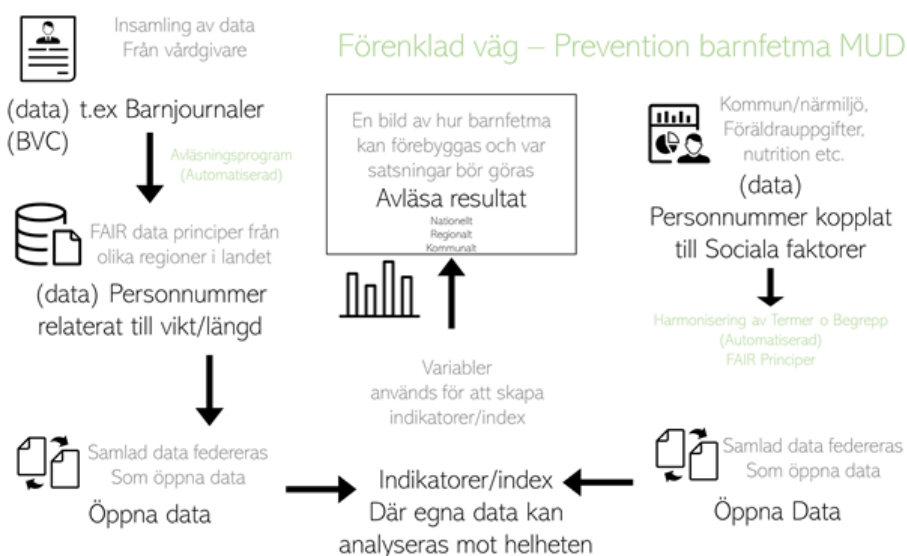 Förenklad väg – Prevention barnfetma MUD
Insamling av data
Från vårdgivare
(data) t.ex Barnjournaler
(BVC)
Avläsningsprogram
(Automatiserad)
FAIR data principer från
olika regioner i landet
(data) Personnummer
relaterat till vikt/längd
Samlad data federeras
Som öppna data
Öppna data
En bild av hur barnfetma
kan förebyggas och var
satsningar bör göras
Avläsa resultat
Nationellt
Regionalt
Kommunalt
Variabler
används för att skapa
indikatorer/index
Indikatorer/index
Där egna data kan
analyseras mot helheten
Kommun/närmiljö,
Föräldrauppgifter,
nutrition etc.
(data)
Personnummer kopplat
till Sociala faktorer
Harmonisering av Termer o Begrepp
(Automatiserad)
FAIR Principer
Samlad data federeras
Som öppna data
Öppna Data